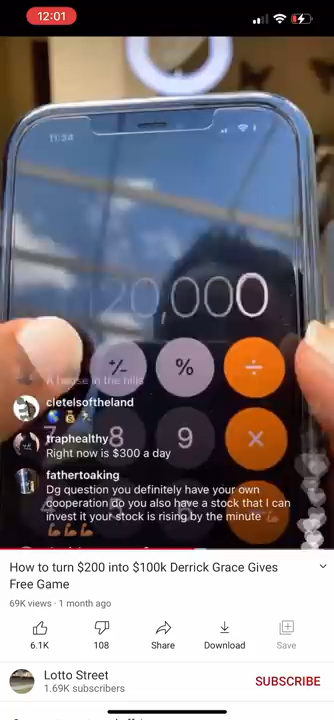 12:01
11:34
20,000
+/-
%
÷
A house in the hills
cletelsoftheland
7
8
9
×
traphealthy
Right now is $300 a day
fathertoaking
Dg question you definitely have your own
cooperation do you also have a stock that I can
invest it your stock is rising by the minute
How to turn $200 into $100k Derrick Grace Gives
Free Game
69K views · 1 month ago
6.1K
108
Share
Download
Save
Lotto Street
1.69K subscribers
SUBSCRIBE